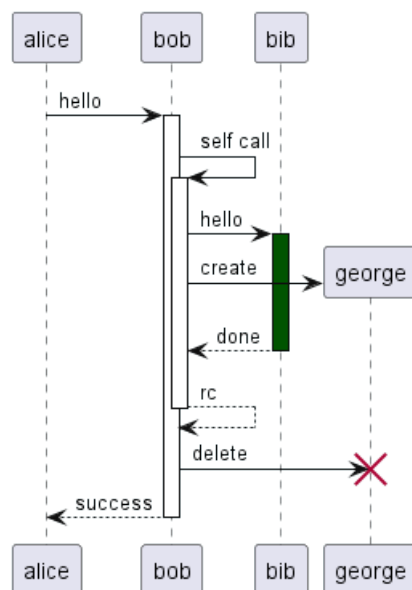 alice bob bib
hello
self call
hello
create
george
done
rc
delete
success
alice bob bib george